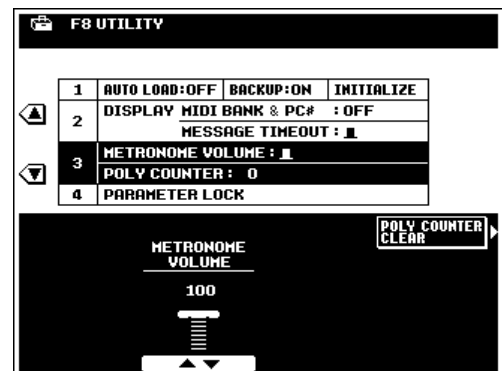 F8 UTILITY
1 AUTO LOAD:OFF BACKUP:ON INITIALIZE
2 DISPLAY MIDI BANK & PC# :OFF
MESSAGE TIMEOUT:
3 METRONOME VOLUME:
POLY COUNTER: 0
4 PARAMETER LOCK
POLY COUNTER
CLEAR
METRONOME
VOLUME
100